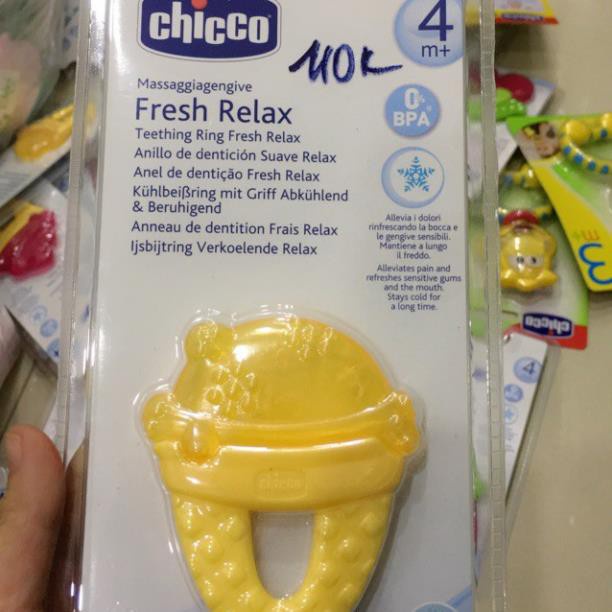 chicco
4
m+
110K
Massaggiagengive
Fresh Relax
Teething Ring Fresh Relax
Anillo de dentición Suave Relax
Anel de dentição Fresh Relax
Kühlbeißring mit Griff Abkühlend
& Beruhigend
Anneau de dentition Frais Relax
Ijsbijtring Verkoelende Relax
0%
BPA
Allevia i dolori
rinfrescando la bocca e
le gengive sensibili.
Mantiene a lungo
il freddo.
Alleviates pain and
refreshes sensitive gums
and the mouth.
Stays cold for
a long time.
chicco
3
m+
chicco
4